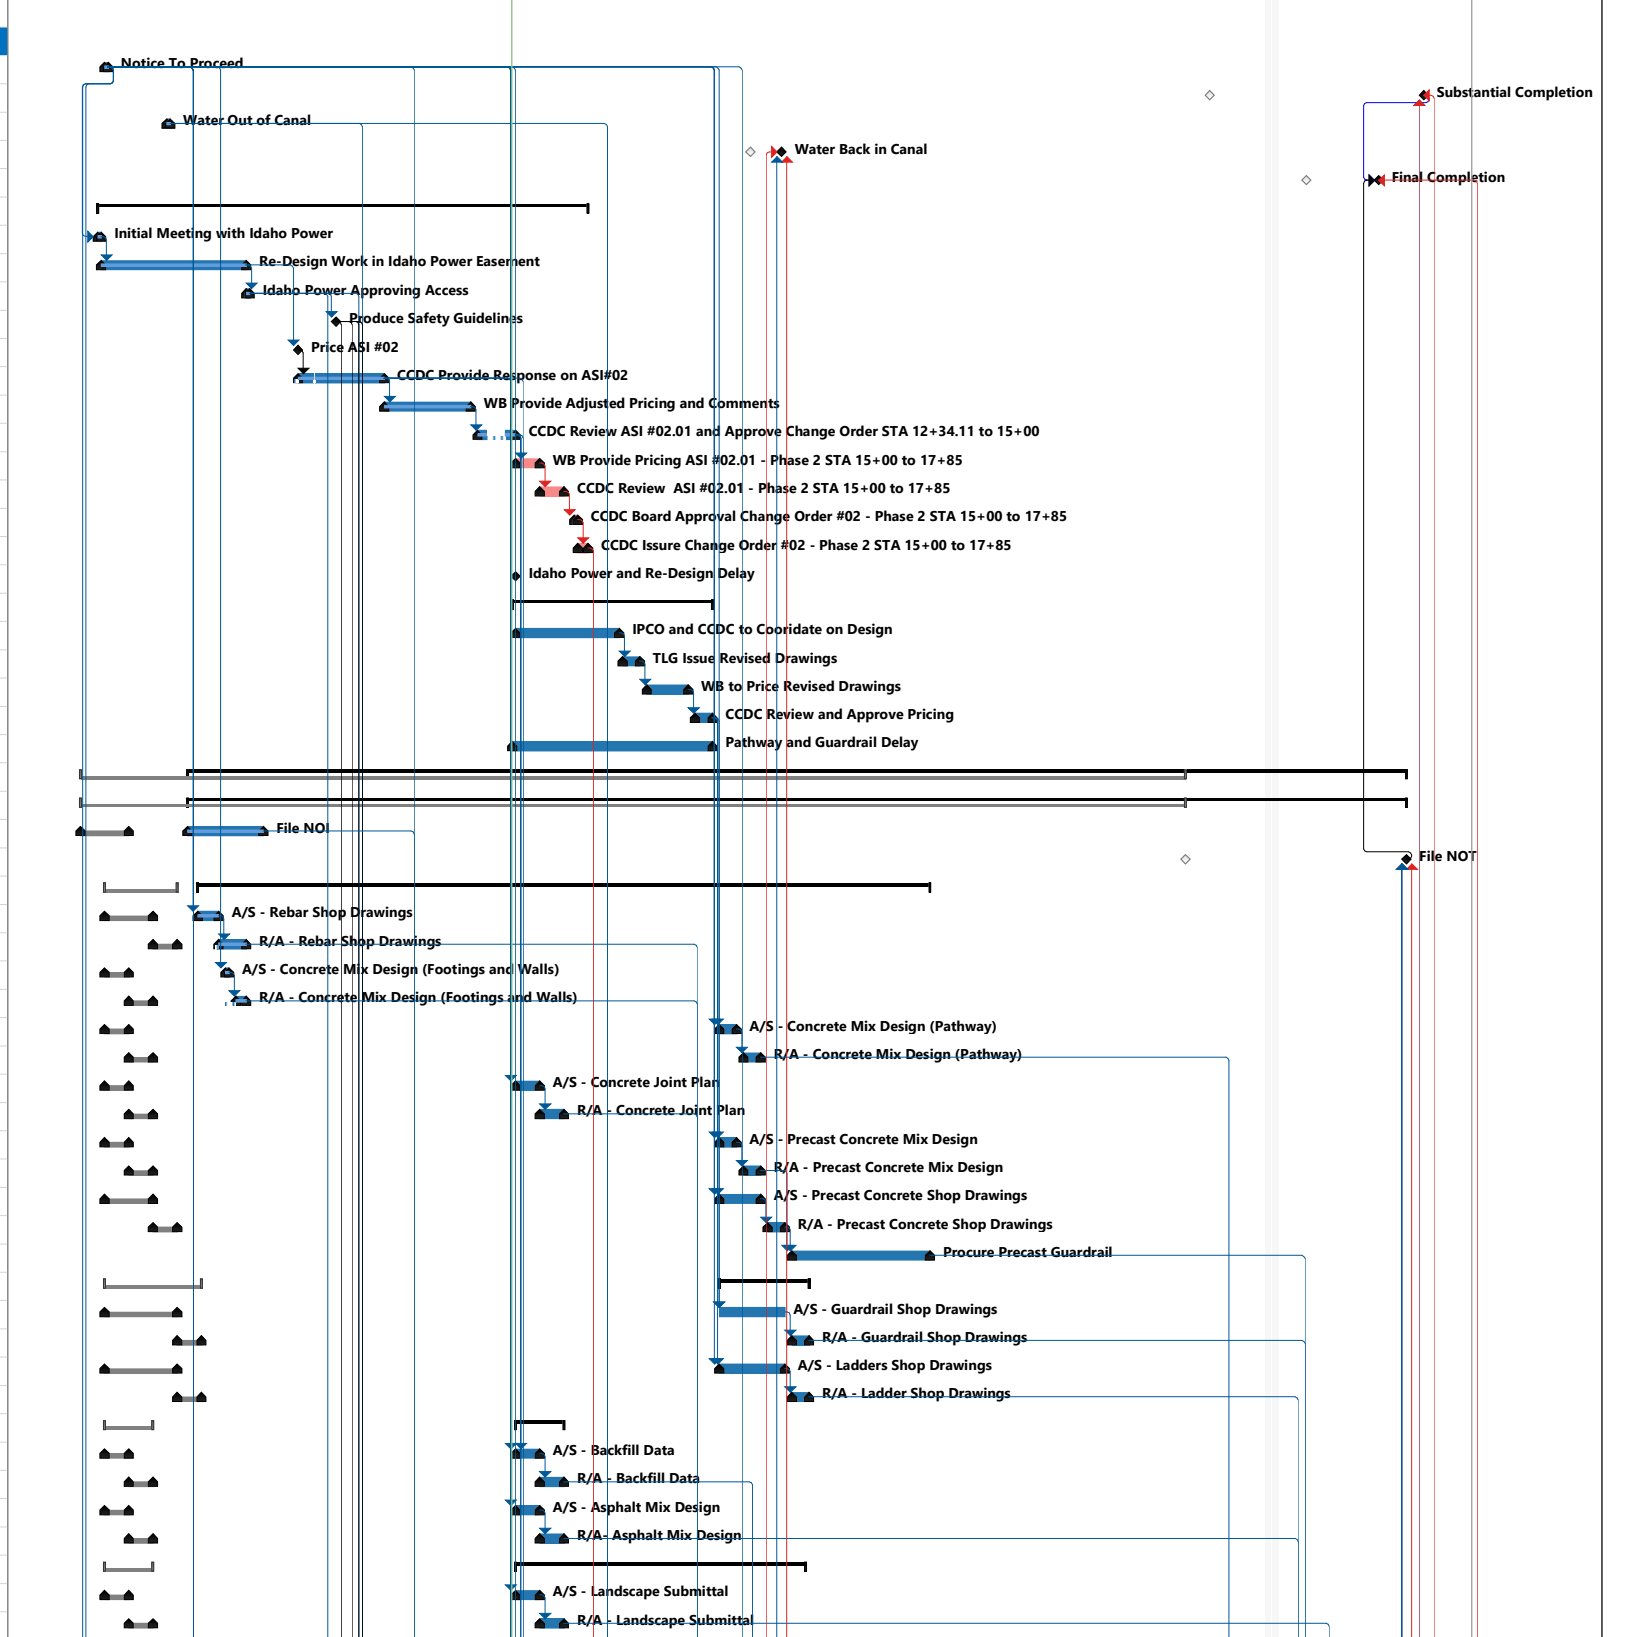 Notice To Proceed
Substantial Completion
Water Out of Canal
Water Back in Canal
Final Completion
Initial Meeting with Idaho Power
Re-Design Work in Idaho Power Easement
Idaho Power Approving Access
Produce Safety Guidelines
Price ASI #02
CCDC Provide Response on ASI#02
WB Provide Adjusted Pricing and Comments
CCDC Review ASI #02.01 and Approve Change Order STA 12+34.11 to 15+00
WB Provide Pricing ASI #02.01 - Phase 2 STA 15+00 to 17+85
CCDC Review  ASI #02.01 - Phase 2 STA 15+00 to 17+85
CCDC Board Approval Change Order #02 - Phase 2 STA 15+00 to 17+85
CCDC Issure Change Order #02 - Phase 2 STA 15+00 to 17+85
Idaho Power and Re-Design Delay
IPCO and CCDC to Cooridate on Design
TLG Issue Revised Drawings
WB to Price Revised Drawings
CCDC Review and Approve Pricing
Pathway and Guardrail Delay
File NOI
File NOT
A/S - Rebar Shop Drawings
R/A - Rebar Shop Drawings
A/S - Concrete Mix Design (Footings and Walls)
R/A - Concrete Mix Design (Footings and Walls)
A/S - Concrete Mix Design (Pathway)
R/A - Concrete Mix Design (Pathway)
A/S - Concrete Joint Plan
R/A - Concrete Joint Plan
A/S - Precast Concrete Mix Design
R/A - Precast Concrete Mix Design
A/S - Precast Concrete Shop Drawings
R/A - Precast Concrete Shop Drawings
Procure Precast Guardrail
A/S - Guardrail Shop Drawings
R/A - Guardrail Shop Drawings
A/S - Ladders Shop Drawings
R/A - Ladder Shop Drawings
A/S - Backfill Data
R/A - Backfill Data
A/S - Asphalt Mix Design
R/A- Asphalt Mix Design
A/S - Landscape Submittal
R/A - Landscape Submittal